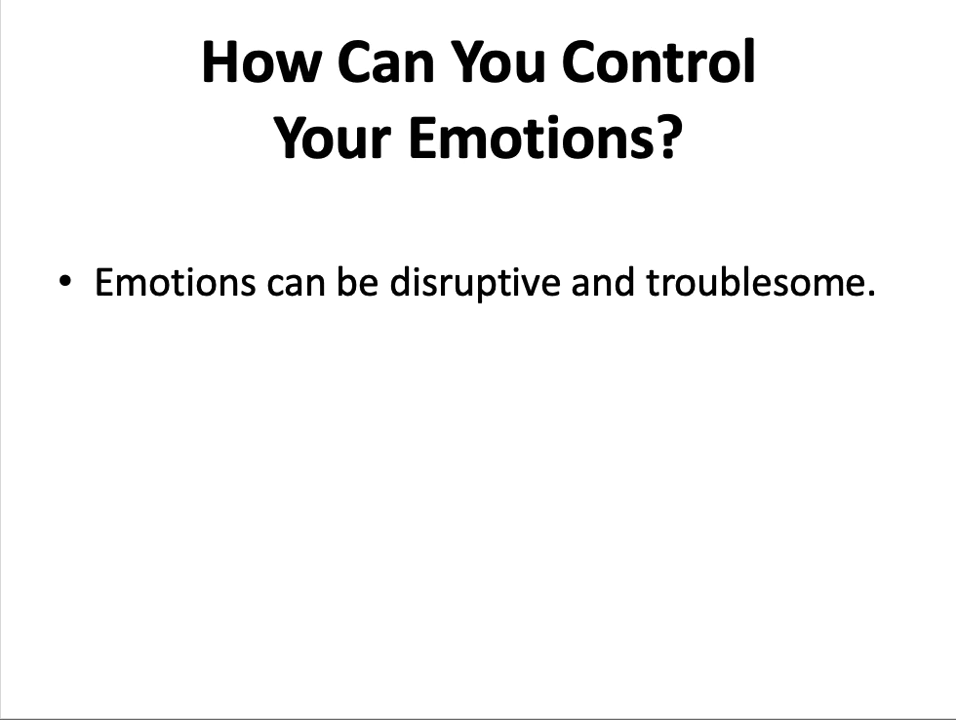 How Can You Control
Your Emotions?
• Emotions can be disruptive and troublesome.